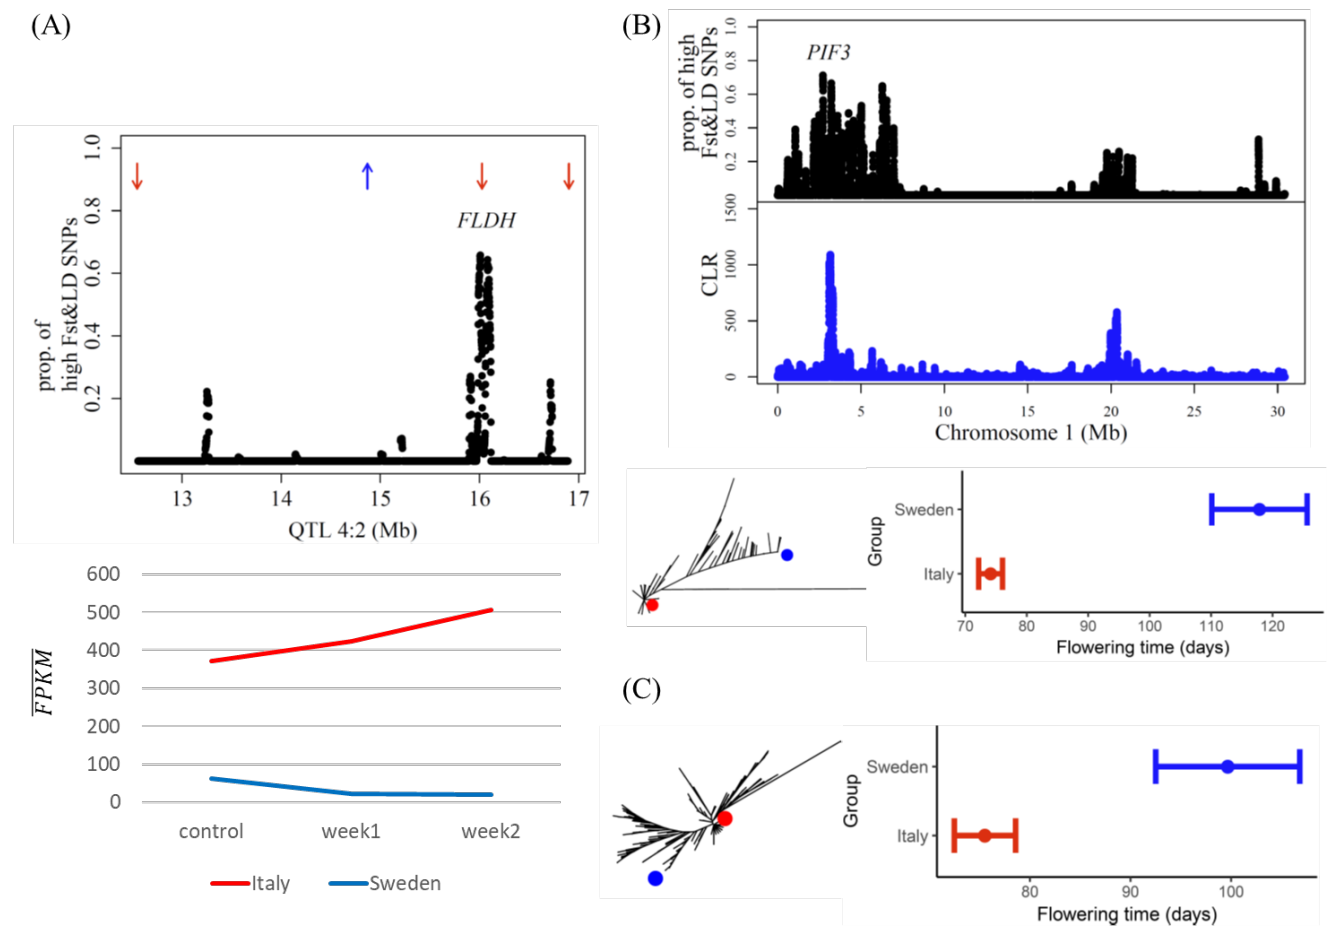 (A)
prop. of
high Fst&LD SNPs
1.0
0.8
0.6
0.4
0.2
FLDH
13 14 15 16 17
QTL 4:2 (Mb)
FPKM
600
500
400
300
200
100
0
control week1 week2
Italy Sweden
(B)
prop. of high
Fst&LD SNPs
1.0
0.8
0.6
0.4
0.2
PIF3
CLR
1500
1000
500
0
0 5 10 15 20 25 30
Chromosome 1 (Mb)
Group
Sweden
Italy
70 80 90 100 110 120
Flowering time (days)
(C)
Group
Sweden
Italy
80 90 100
Flowering time (days)